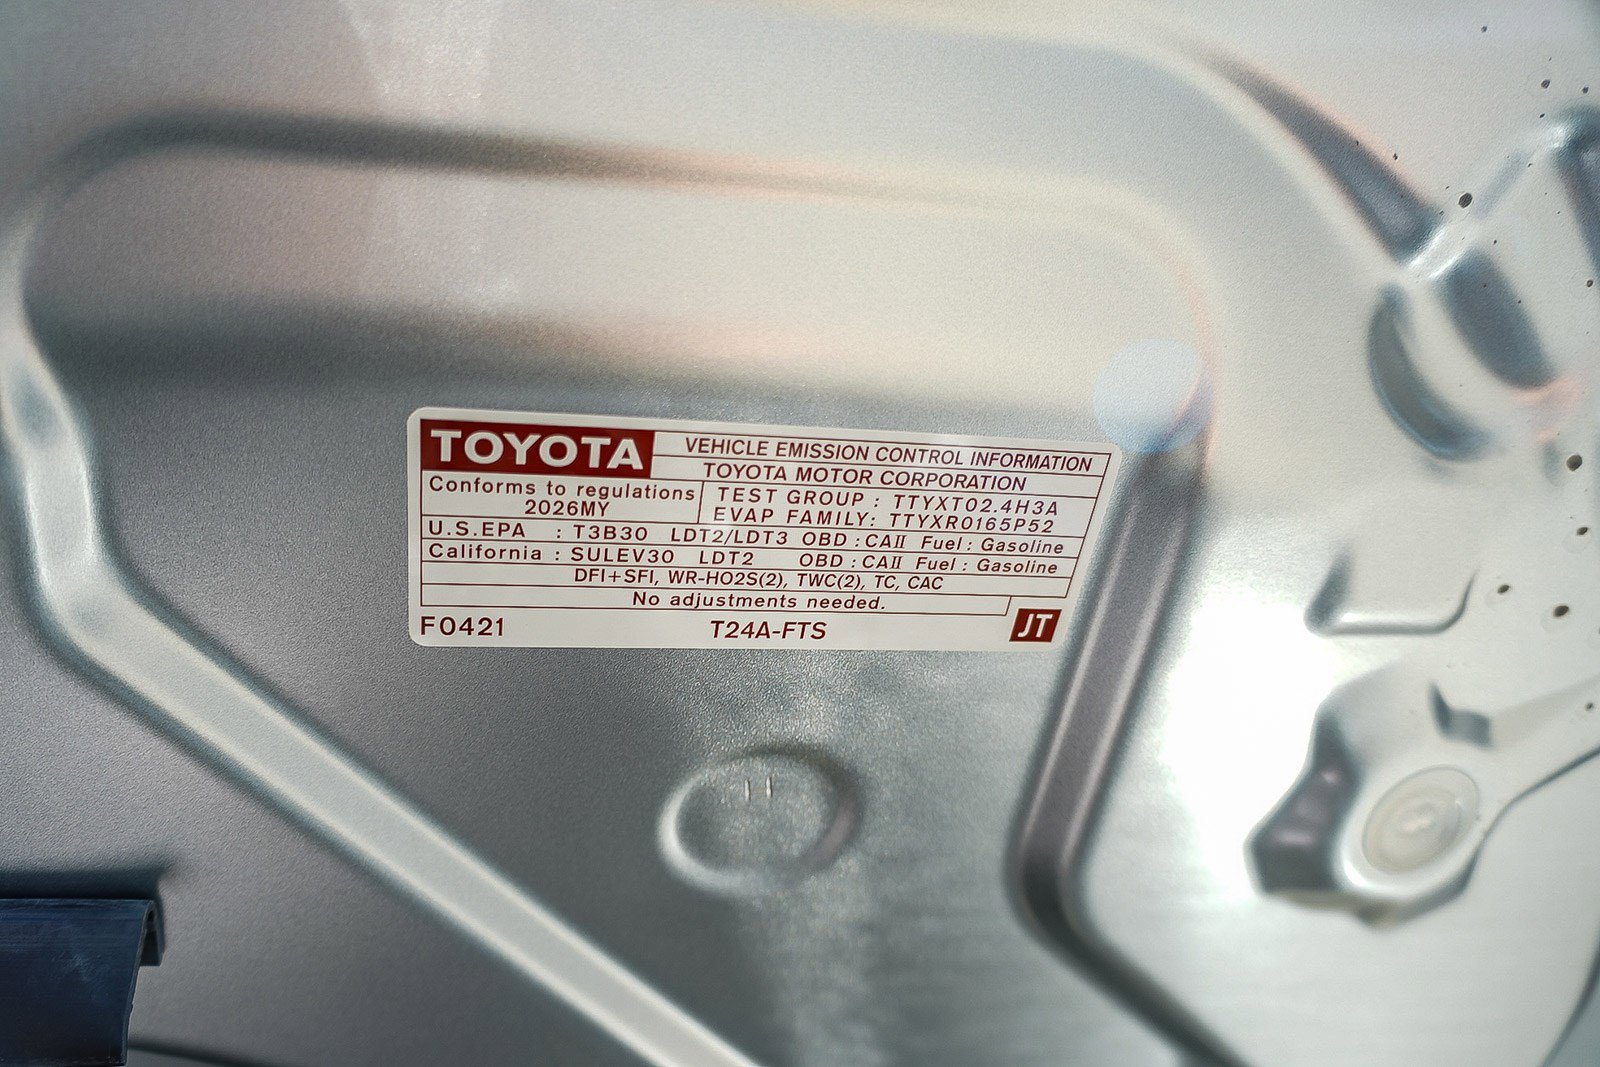 TOYOTA
VEHICLE EMISSION CONTROL INFORMATION
TOYOTA MOTOR CORPORATION
Conforms to regulations
2026MY
TEST GROUP : TTYXT02.4H3A
EVAP FAMILY: TTYXR0165P52
U.S.EPA : T3B30 LDT2/LDT3 OBD : CAII Fuel : Gasoline
California : SULEV30 LDT2 OBD : CAII Fuel : Gasoline
DFI+SFI, WR-HO2S(2), TWC(2), TC, CAC
No adjustments needed.
F0421 T24A-FTS JT